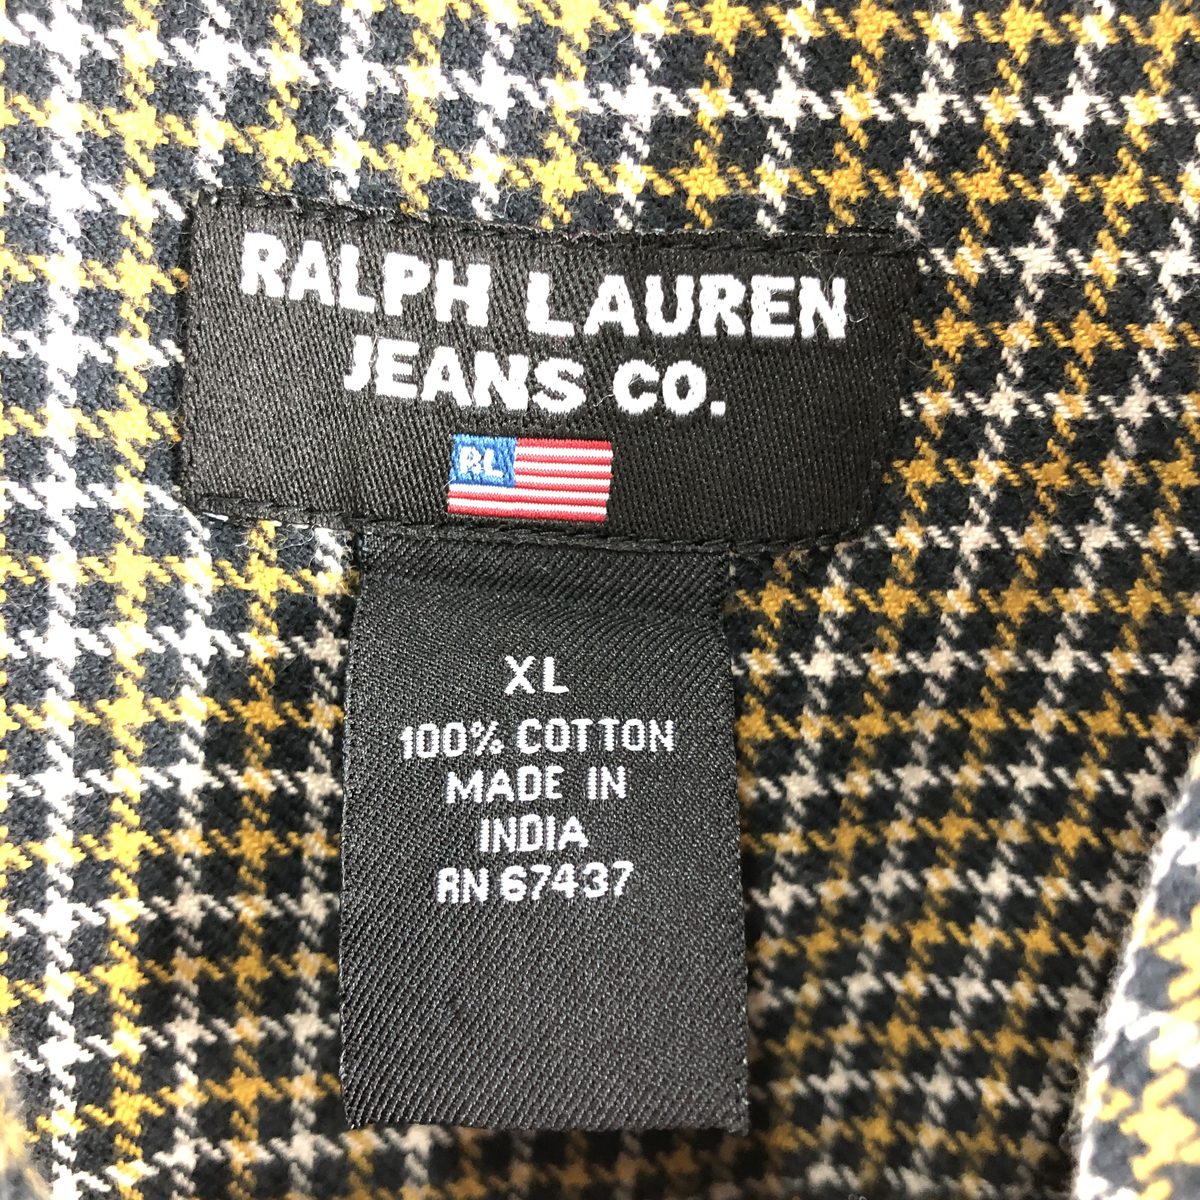 RALPH LAUREN
JEANS CO.
RL
XL
100% COTTON
MADE IN
INDIA
RN 67437